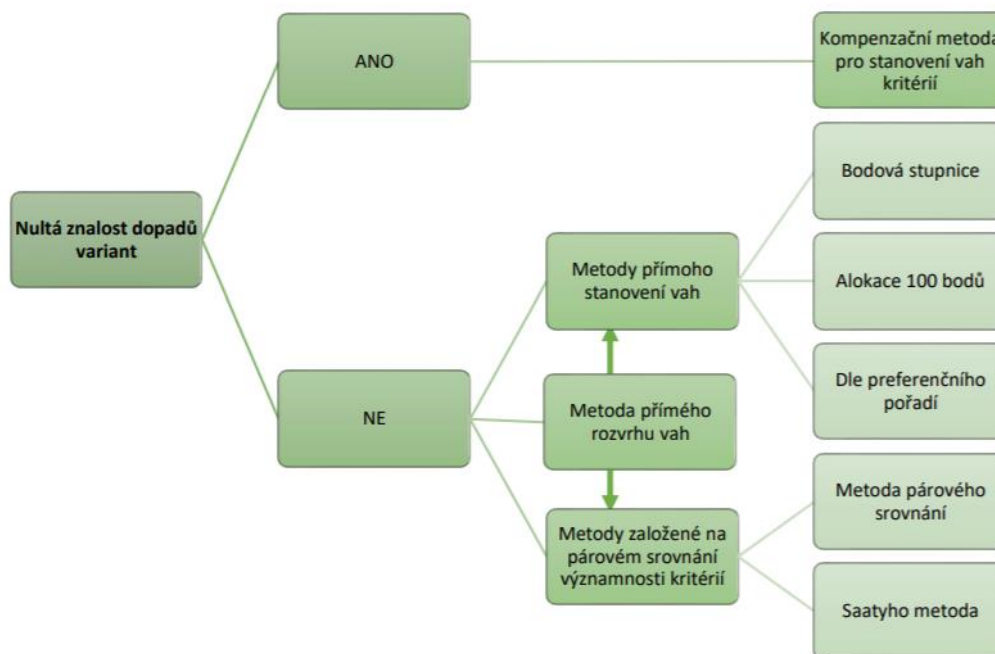 ANO
Kompenzační metoda
pro stanovení vah
kritérií
Bodová stupnice
Nultá znalost dopadů
variant
Metody přímoho
stanovení vah
Alokace 100 bodů
NE
Metoda přímého
rozvrhu vah
Dle preferenčního
pořadí
Metody založené na
párovém srovnání
významnosti kritérií
Metoda párového
srovnání
Saatyho metoda